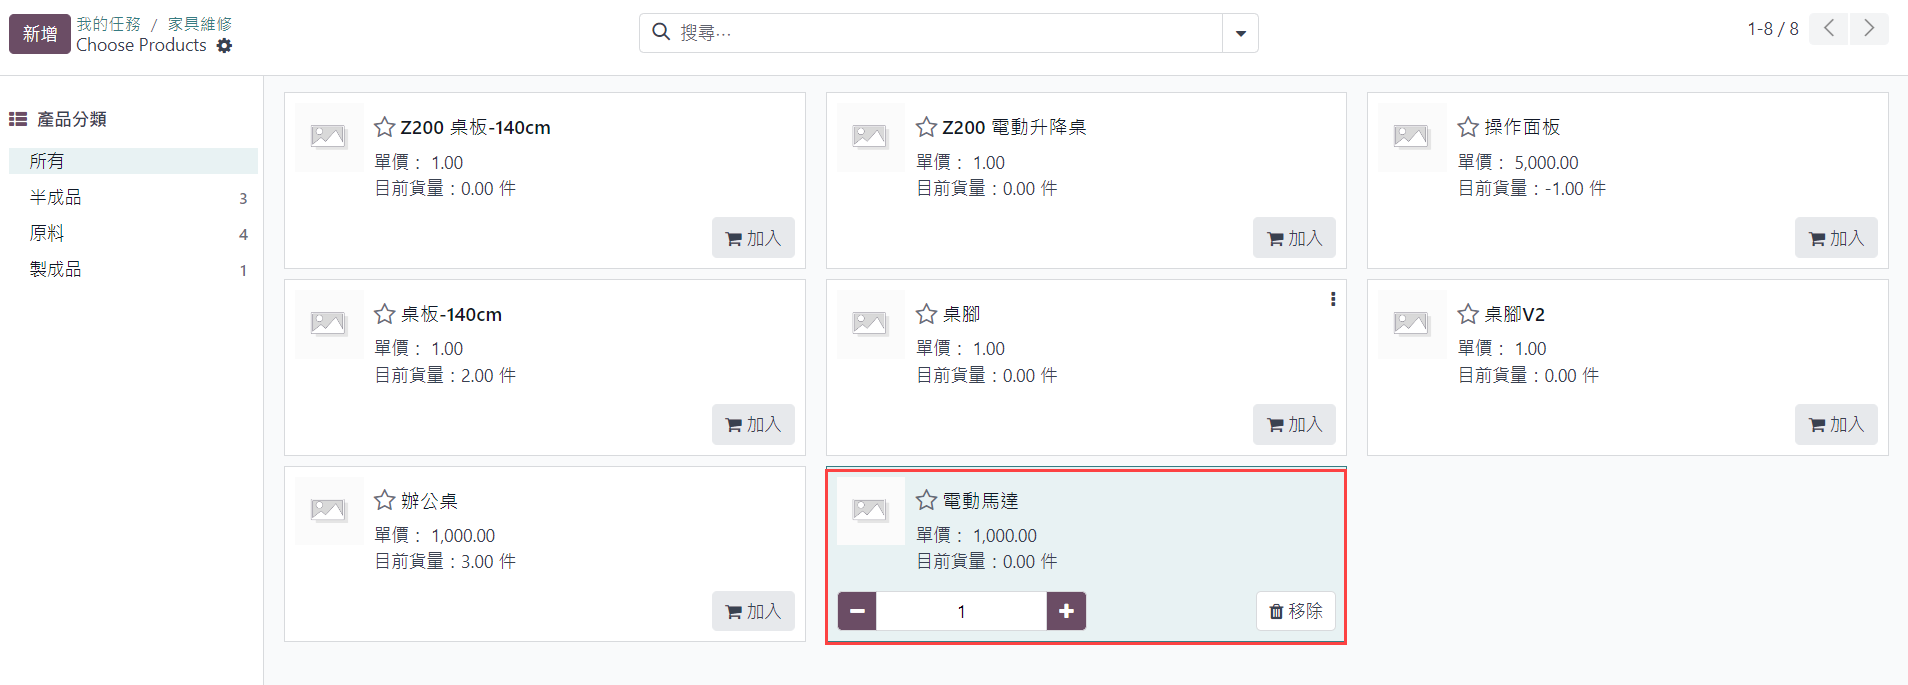 新增
我的任務 / 家具維修
Choose Products
搜尋...
1-8 / 8
產品分類
所有
半成品 3
原料 4
製成品 1
Z200 桌板-140cm
單價： 1.00
目前貨量：0.00 件
加入
Z200 電動升降桌
單價： 1.00
目前貨量：0.00 件
加入
操作面板
單價： 5,000.00
目前貨量：-1.00 件
加入
桌板-140cm
單價： 1.00
目前貨量：2.00 件
加入
桌腳
單價： 1.00
目前貨量：0.00 件
加入
桌腳V2
單價： 1.00
目前貨量：0.00 件
加入
辦公桌
單價： 1,000.00
目前貨量：3.00 件
加入
電動馬達
單價： 1,000.00
目前貨量：0.00 件
1
移除